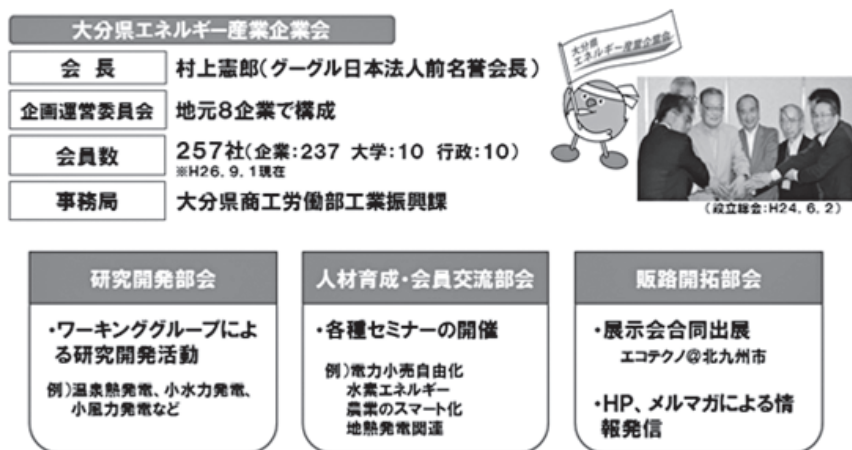 大分県エネルギー産業企業会
大分県
エネルギー産業企業会
会 長
村上憲郎(グーグル日本法人前名誉会長)
企画運営委員会
地元8企業で構成
会員数
257社(企業:237 大学:10 行政:10)
※H26.9.1現在
事務局
大分県商工労働部工業振興課
(設立総会:H24.6.2)
研究開発部会
・ワーキンググループによ
る研究開発活動
例)温泉熱発電、小水力発電、
小風力発電など
人材育成・会員交流部会
・各種セミナーの開催
例)電力小売自由化
水素エネルギー
農業のスマート化
地熱発電関連
販路開拓部会
・展示会合同出展
エコテクノ@北九州市
・HP、メルマガによる情
報発信